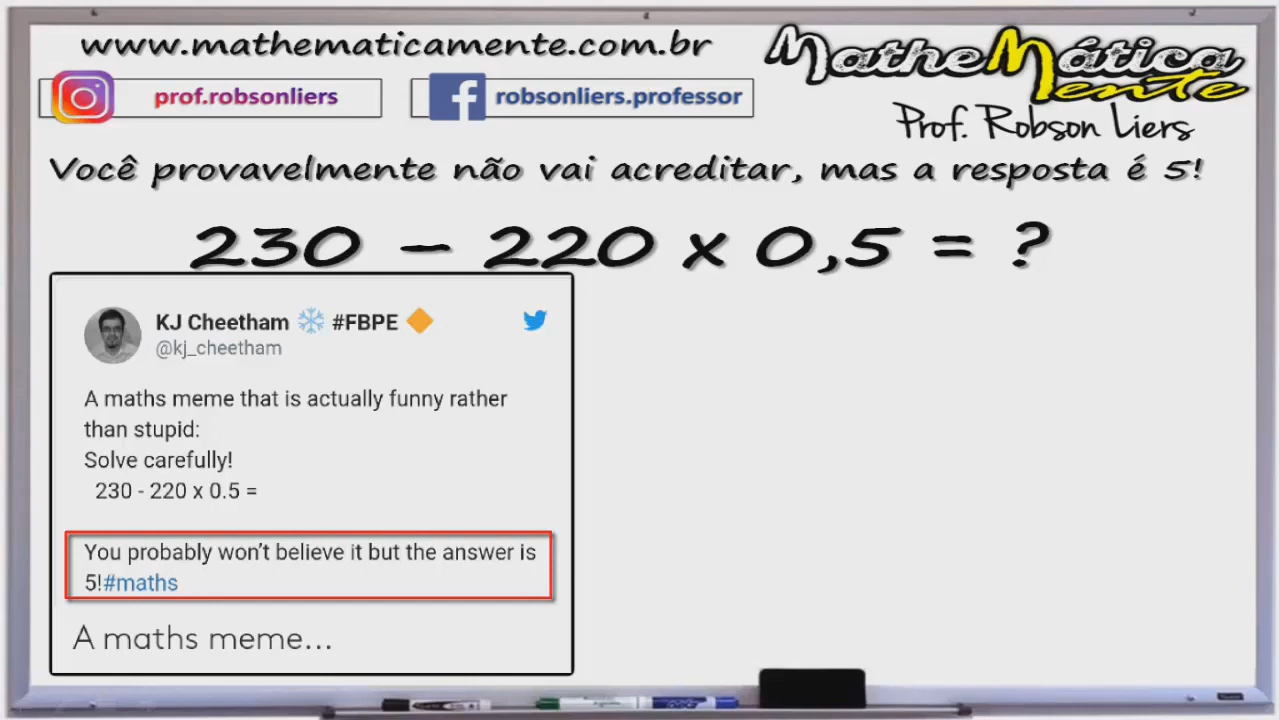 www.mathematicamente.com.br
MatheMática
mente
prof.robsonliers
robsonliers.professor
Prof. Robson Liers
Você provavelmente não vai acreditar, mas a resposta é 5!
230 – 220 x 0,5 = ?
KJ Cheetham ❄️ #FBPE 🔶
@kj_cheetham
A maths meme that is actually funny rather
than stupid:
Solve carefully!
230 - 220 x 0.5 =
You probably won't believe it but the answer is
5!#maths
A maths meme...